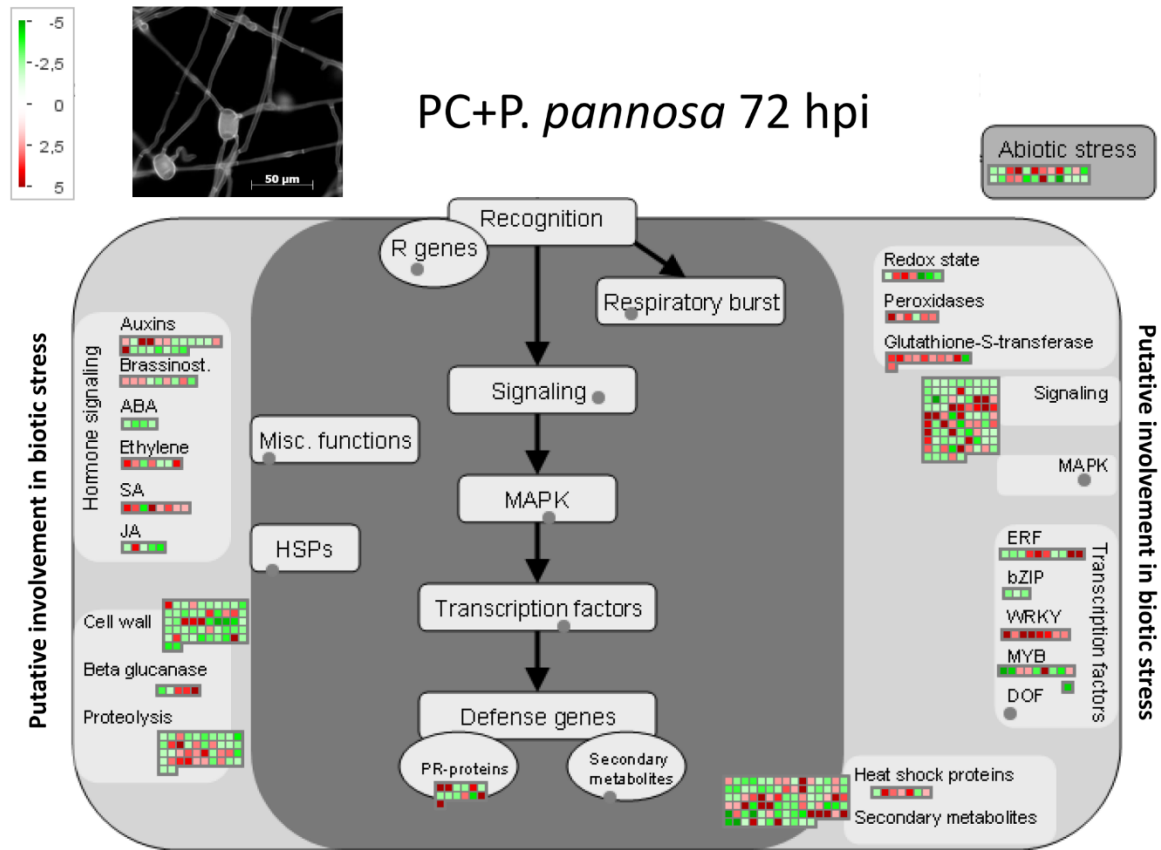 -5
-2,5
0
2,5
5
50 µm
PC+P. pannosa 72 hpi
Abiotic stress
Recognition
R genes
Respiratory burst
Signaling
Misc. functions
MAPK
HSPs
Transcription factors
Defense genes
PR-proteins
Secondary
metabolites
Putative involvement in biotic stress
Hormone signaling
Auxins
Brassinost.
ABA
Ethylene
SA
JA
Cell wall
Beta glucanase
Proteolysis
Redox state
Peroxidases
Glutathione-S-transferase
Signaling
MAPK
ERF
bZIP
WRKY
MYB
DOF
Transcription factors
Heat shock proteins
Secondary metabolites
Putative involvement in biotic stress